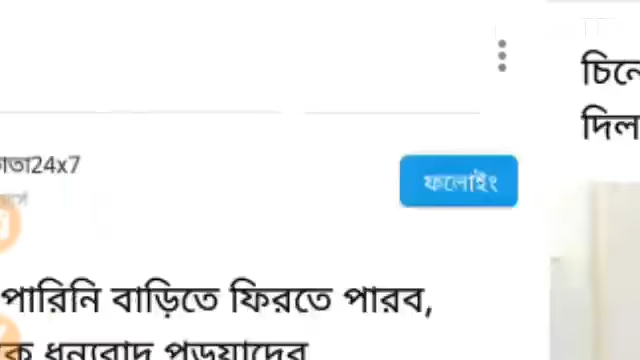 চিনে
দিল
তা24x7
ফলোইং
পারিনি বাড়িতে ফিরতে পারব,
ক ধন্যবাদ পড়ুয়াদের